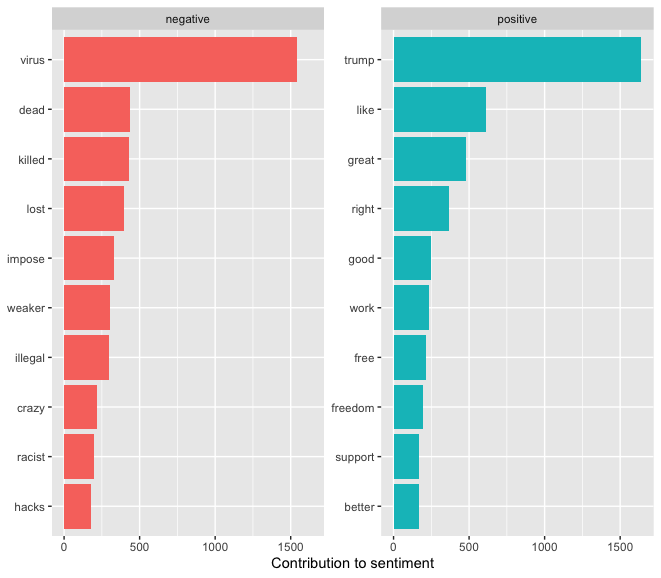 negative
virus
dead
killed
lost
impose
weaker
illegal
crazy
racist
hacks
0 500 1000 1500
positive
trump
like
great
right
good
work
free
freedom
support
better
0 500 1000 1500
Contribution to sentiment